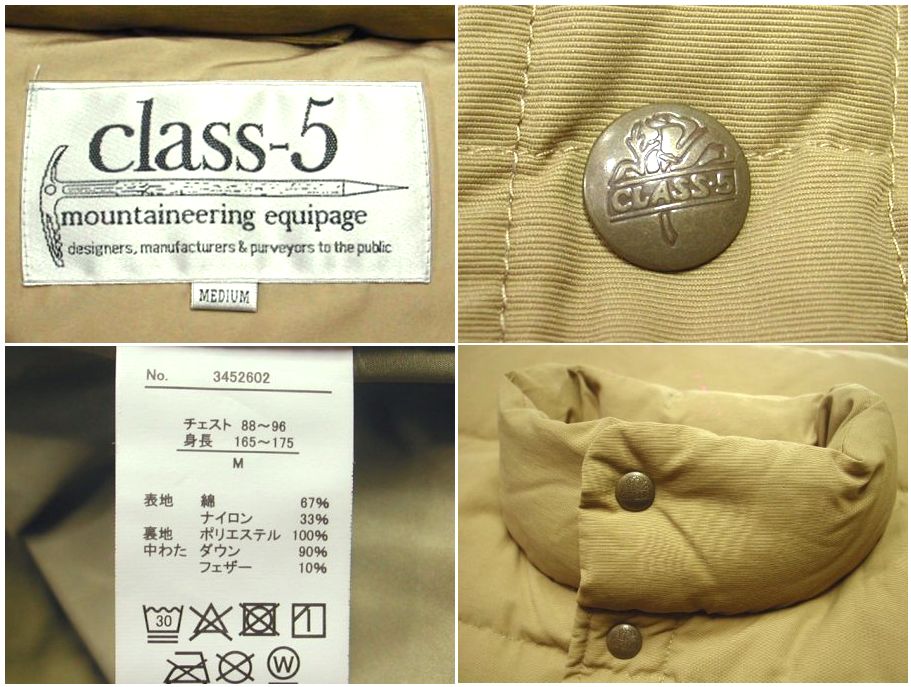 class-5
mountaineering equipage
designers, manufacturers & purveyors to the public
MEDIUM
CLASS·5
No. 3452602
チェスト 88～96
身長 165～175
M
表地 綿 67%
ナイロン 33%
裏地 ポリエステル 100%
中わた ダウン 90%
フェザー 10%
30
W